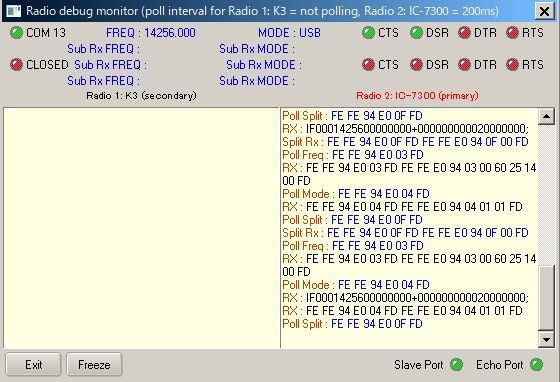 Radio debug monitor (poll interval for Radio 1: K3 = not polling, Radio 2: IC-7300 = 200ms)
COM 13 FREQ : 14256.000 MODE : USB CTS DSR DTR RTS
Sub Rx FREQ : Sub Rx MODE :
CLOSED Sub Rx FREQ : Sub Rx MODE : CTS DSR DTR RTS
Sub Rx FREQ : Sub Rx MODE :
Radio 1: K3 (secondary) Radio 2: IC-7300 (primary)
Poll Split : FE FE 94 E0 0F FD
RX : IF0001425600000000+000000000020000000;
Split Rx : FE FE 94 E0 0F FD FE FE E0 94 0F 00 FD
Poll Freq : FE FE 94 E0 03 FD
RX : FE FE 94 E0 03 FD FE FE E0 94 03 00 60 25 14
00 FD
Poll Mode : FE FE 94 E0 04 FD
RX : FE FE 94 E0 04 FD FE FE E0 94 04 01 01 FD
Poll Split : FE FE 94 E0 0F FD
Split Rx : FE FE 94 E0 0F FD FE FE E0 94 0F 00 FD
Poll Freq : FE FE 94 E0 03 FD
RX : FE FE 94 E0 03 FD FE FE E0 94 03 00 60 25 14
00 FD
Poll Mode : FE FE 94 E0 04 FD
RX : IF0001425600000000+000000000020000000;
RX : FE FE 94 E0 04 FD FE FE E0 94 04 01 01 FD
Poll Split : FE FE 94 E0 0F FD
Exit Freeze Slave Port Echo Port